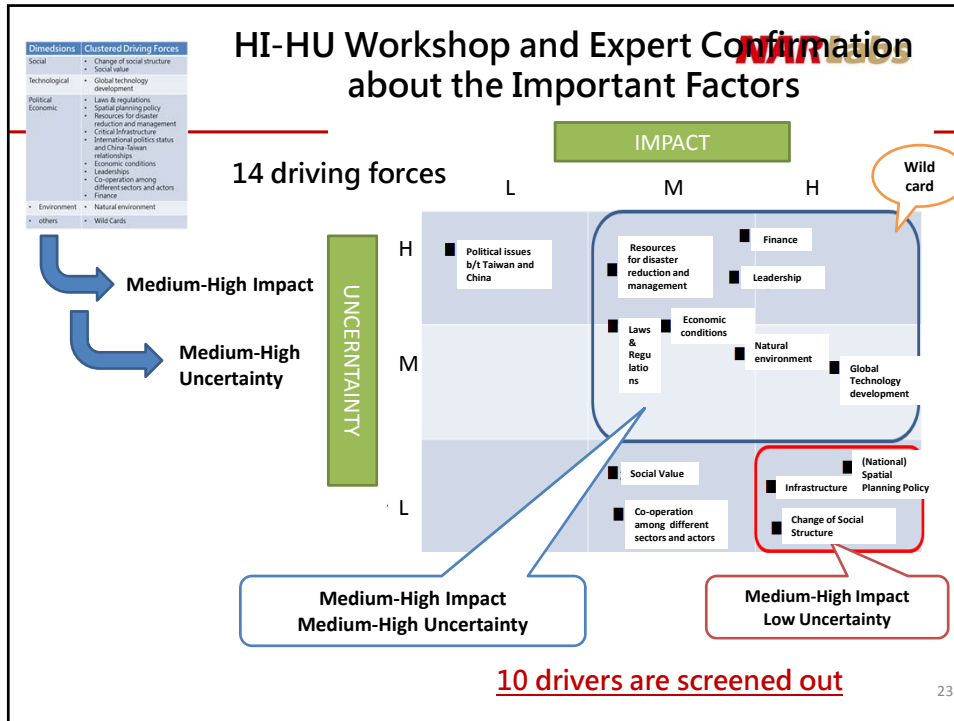 HI-HU Workshop and Expert Confirmation
about the Important Factors
NARLabs
Dimedsions Clustered Driving Forces
Social • Change of social structure
• Social value
Technological • Global technology
development
Political
Economic
• Laws & regulations
• Spatial planning policy
• Resources for disaster
reduction and management
• Critical Infrastructure
• International politics status
and China-Taiwan
relationships
• Economic conditions
• Leaderships
• Co-operation among
different sectors and actors
• Finance
• Environment • Natural environment
• others • Wild Cards
14 driving forces
IMPACT
Wild
card
L M H
UNCERNTAINTY
H
M
L
Medium-High Impact
Medium-High
Uncertainty
Political issues
b/t Taiwan and
China
Resources
for disaster
reduction and
management
Finance
Leadership
Laws
&
Regu
latio
ns
Economic
conditions
Natural
environment
Global
Technology
development
Social Value
Co-operation
among different
sectors and actors
(National)
Spatial
Planning Policy
Infrastructure
Change of Social
Structure
Medium-High Impact
Medium-High Uncertainty
Medium-High Impact
Low Uncertainty
10 drivers are screened out
23